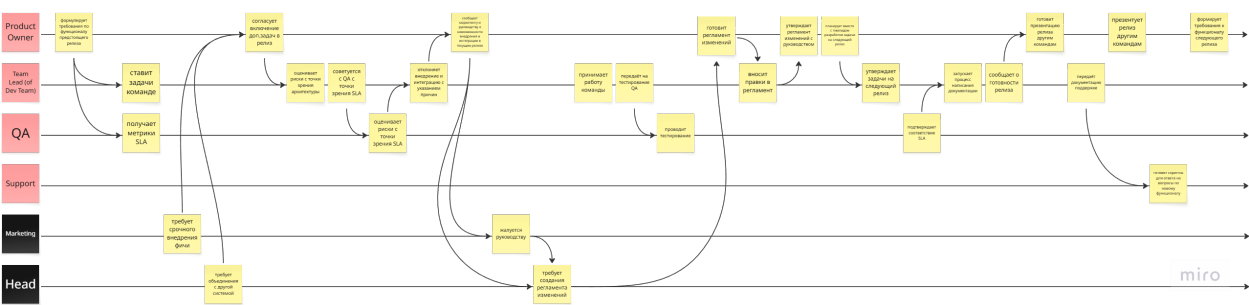 Product
Owner
формулирует
требования по
функционалу
предстоящего
релиза
согласует
включение
доп.задач в
релиз
готовит
регламент
изменений
утверждает
регламент
изменений с
руководством
готовит
презентацию
релиза
другим
командам
презентует
релиз
другим
командам
формирует
требования к
функционалу
следующего
релиза
Team
Lead (of
Dev Team)
ставит
задачи
команде
оценивает
риски с точки
зрения
архитектуры
советуется
с QA с
точки
зрения SLA
отклоняет
внедрение и
интеграцию с
указанием
причин
принимает
работу
команды
передаёт на
тестирование
QA
вносит
правки в
регламент
утверждает
задачи на
следующий
релиз
запускает
процесс
написания
документации
сообщает о
готовности
релиза
передаёт
документацию
поддержке
QA
получает
метрики
SLA
оценивает
риски с
точки
зрения SLA
проводит
тестирование
подтверждает
соответствие
SLA
Support
Marketing
требует
срочного
внедрения
фичи
жалуется
руководству
Head
требует
объединения
с другой
системой
требует
создания
регламента
изменений
miro